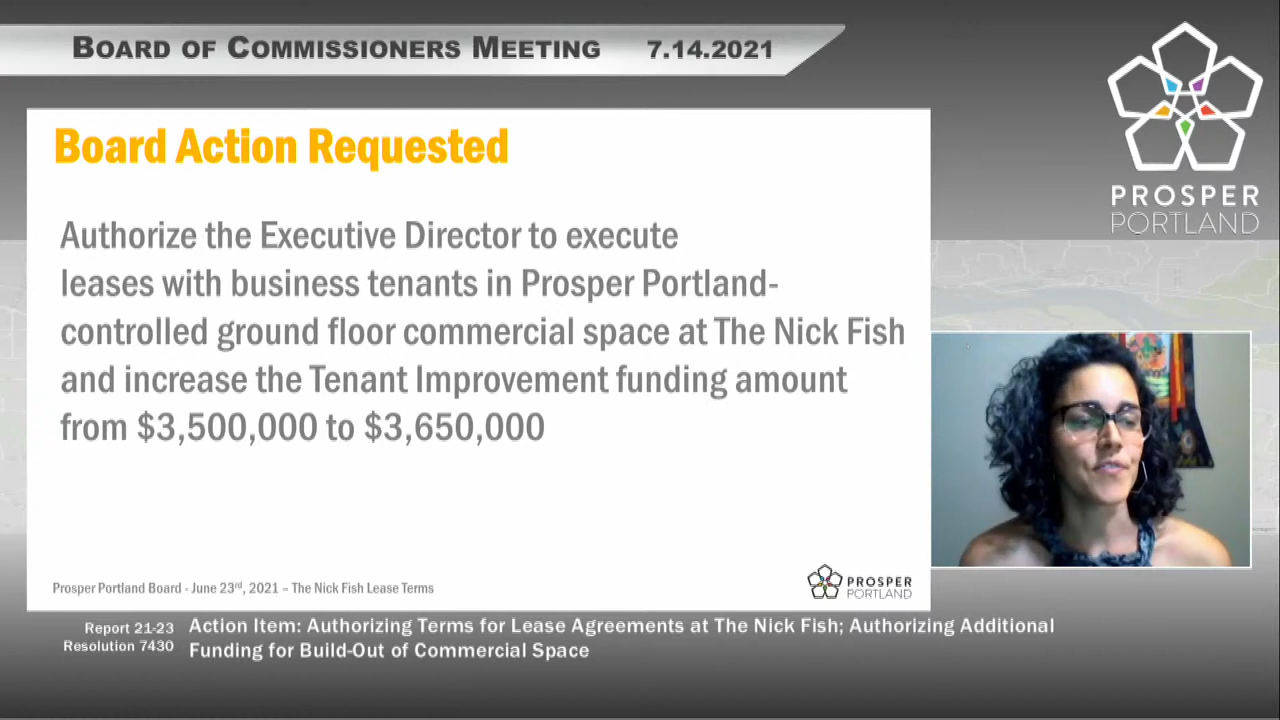 BOARD OF COMMISSIONERS MEETING 7.14.2021
PROSPER
PORTLAND
Board Action Requested
Authorize the Executive Director to execute
leases with business tenants in Prosper Portland-
controlled ground floor commercial space at The Nick Fish
and increase the Tenant Improvement funding amount
from $3,500,000 to $3,650,000
Prosper Portland Board - June 23rd, 2021 – The Nick Fish Lease Terms
PROSPER
PORTLAND
Report 21-23
Resolution 7430
Action Item: Authorizing Terms for Lease Agreements at The Nick Fish; Authorizing Additional
Funding for Build-Out of Commercial Space